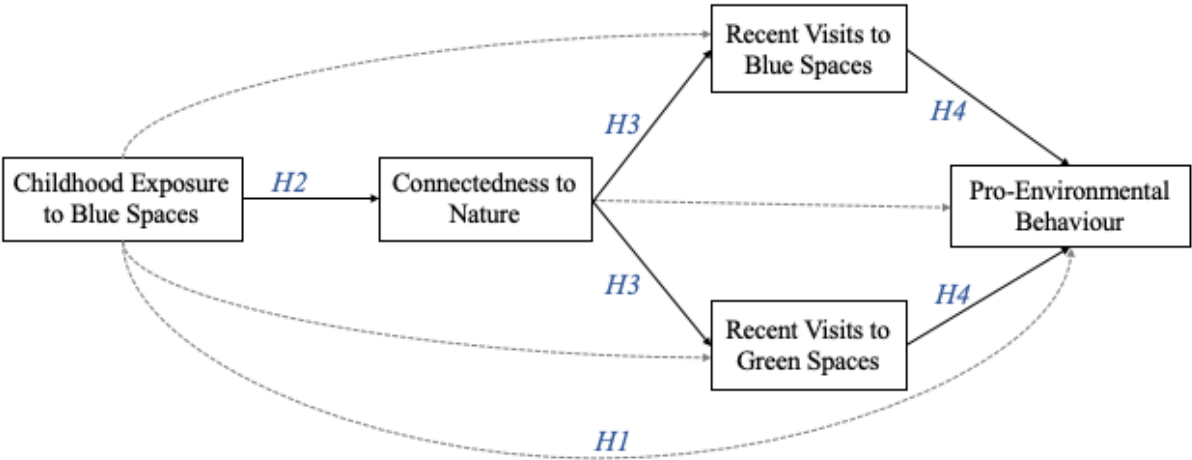 Recent Visits to
Blue Spaces
H3
H4
Childhood Exposure
to Blue Spaces
H2
Connectedness to
Nature
Pro-Environmental
Behaviour
H3
H4
Recent Visits to
Green Spaces
H1